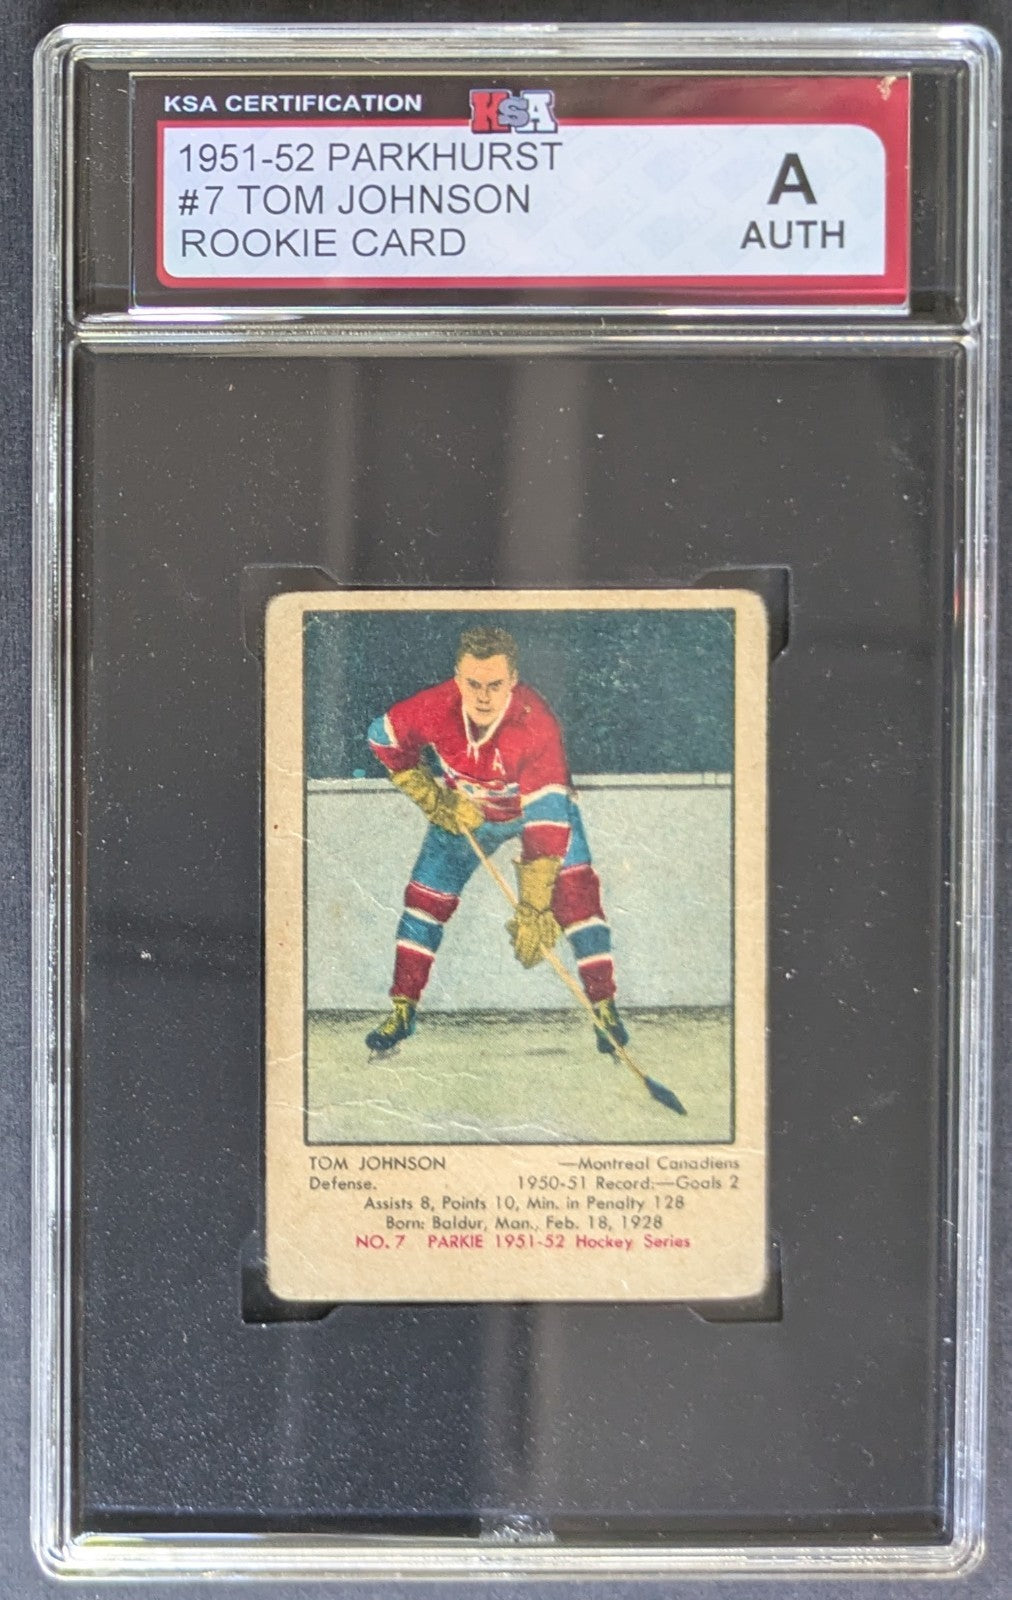 KSA CERTIFICATION KSA
1951-52 PARKHURST
#7 TOM JOHNSON
ROOKIE CARD
A
AUTH
A
TOM JOHNSON —Montreal Canadiens
Defense. 1950-51 Record:—Goals 2
Assists 8, Points 10, Min. in Penalty 128
Born: Baldur, Man., Feb. 18, 1928
NO. 7 PARKIE 1951-52 Hockey Series